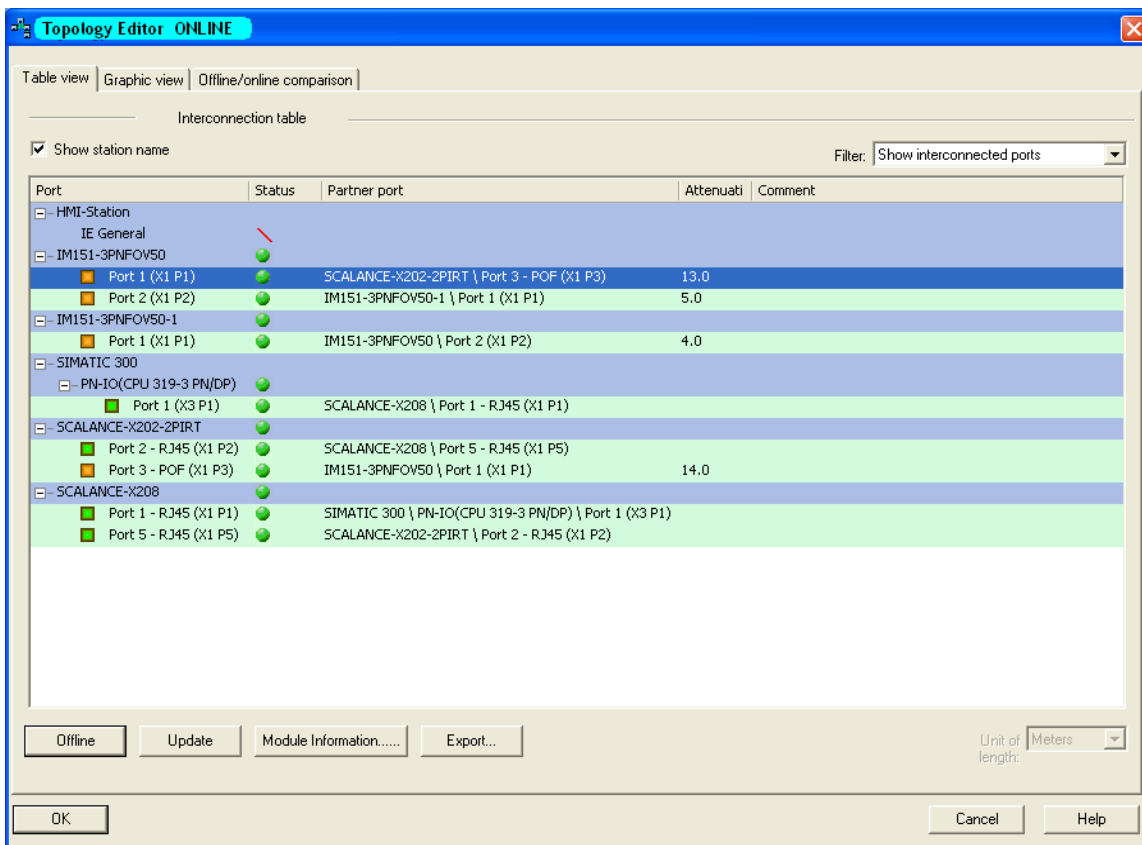 Topology Editor ONLINE
Table view Graphic view Offline/online comparison
Interconnection table
Show station name
Filter: Show interconnected ports
Port Status Partner port Attenuati Comment
HMI-Station
IE General
IM151-3PNFOV50
Port 1 (X1 P1) SCALANCE-X202-2PIRT \ Port 3 - POF (X1 P3) 13.0
Port 2 (X1 P2) IM151-3PNFOV50-1 \ Port 1 (X1 P1) 5.0
IM151-3PNFOV50-1
Port 1 (X1 P1) IM151-3PNFOV50 \ Port 2 (X1 P2) 4.0
SIMATIC 300
PN-IO(CPU 319-3 PN/DP)
Port 1 (X3 P1) SCALANCE-X208 \ Port 1 - RJ45 (X1 P1)
SCALANCE-X202-2PIRT
Port 2 - RJ45 (X1 P2) SCALANCE-X208 \ Port 5 - RJ45 (X1 P5)
Port 3 - POF (X1 P3) IM151-3PNFOV50 \ Port 1 (X1 P1) 14.0
SCALANCE-X208
Port 1 - RJ45 (X1 P1) SIMATIC 300 \ PN-IO(CPU 319-3 PN/DP) \ Port 1 (X3 P1)
Port 5 - RJ45 (X1 P5) SCALANCE-X202-2PIRT \ Port 2 - RJ45 (X1 P2)
Offline Update Module Information...... Export...
Unit of length: Meters
OK Cancel Help